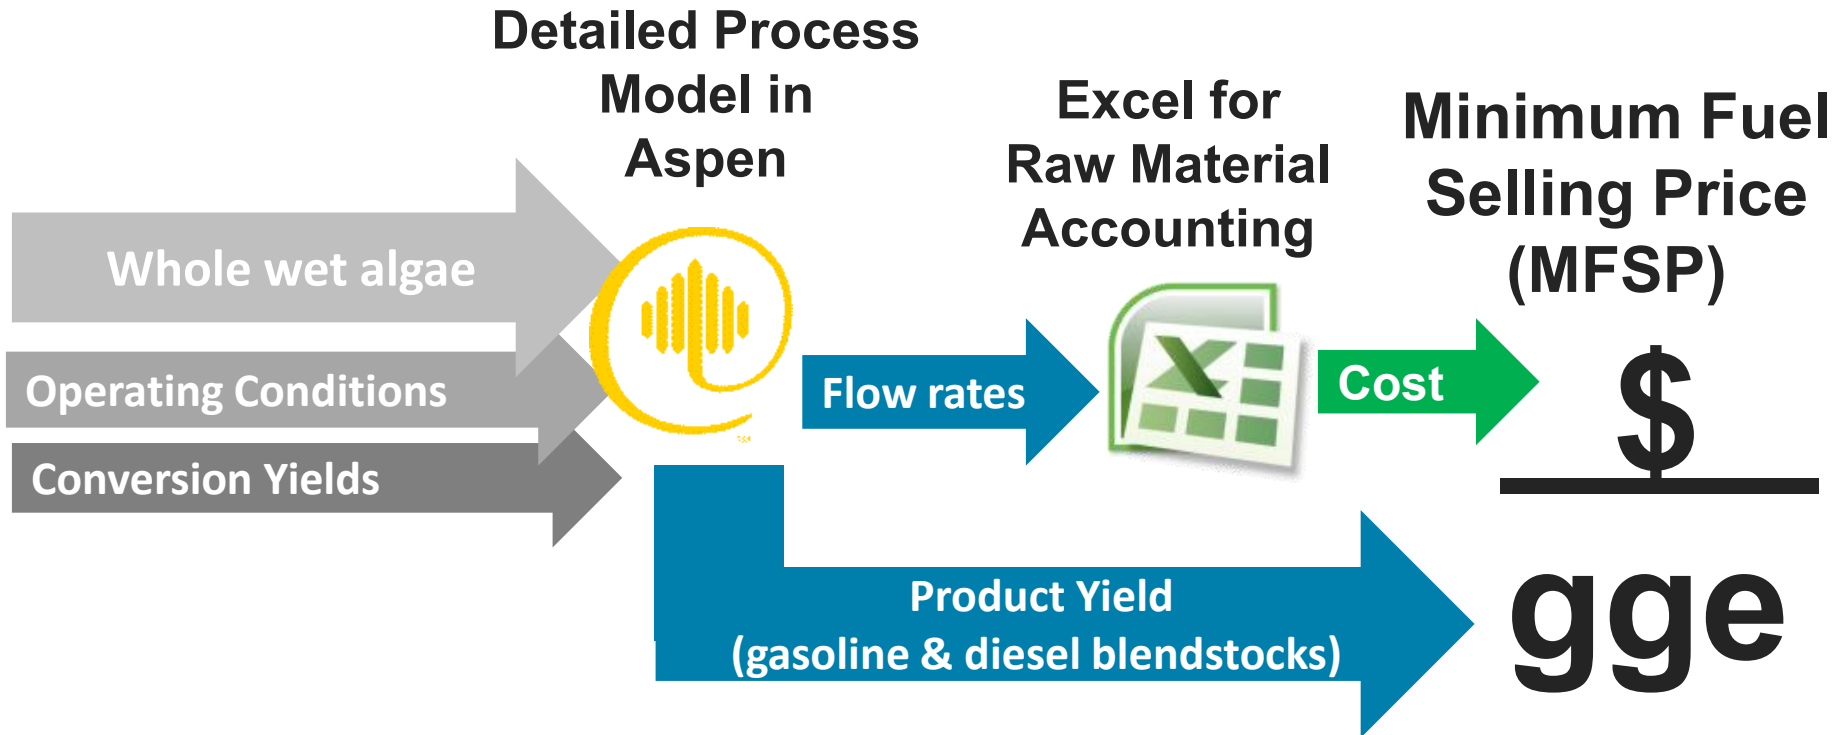 Detailed Process
Model in
Aspen
Excel for
Raw Material
Accounting
Minimum Fuel
Selling Price
(MFSP)
Whole wet algae
Operating Conditions
Conversion Yields
Flow rates
Cost
$
gge
Product Yield
(gasoline & diesel blendstocks)